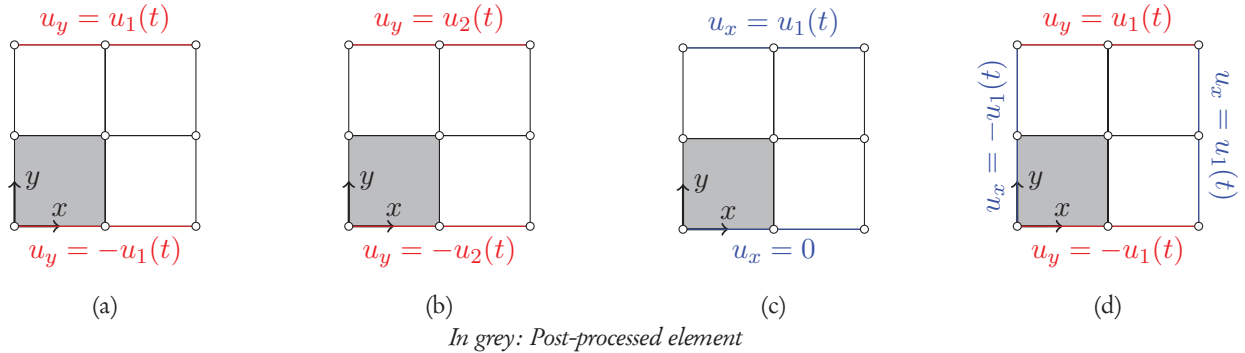 u_y = u_1(t)
u_y = u_2(t)
u_x = u_1(t)
u_y = u_1(t)
u_x = −u_1(t)
u_x = u_1(t)
y
x
y
x
y
x
y
x
u_y = −u_1(t)
u_y = −u_2(t)
u_x = 0
u_y = −u_1(t)
(a)
(b)
(c)
(d)
In grey: Post-processed element